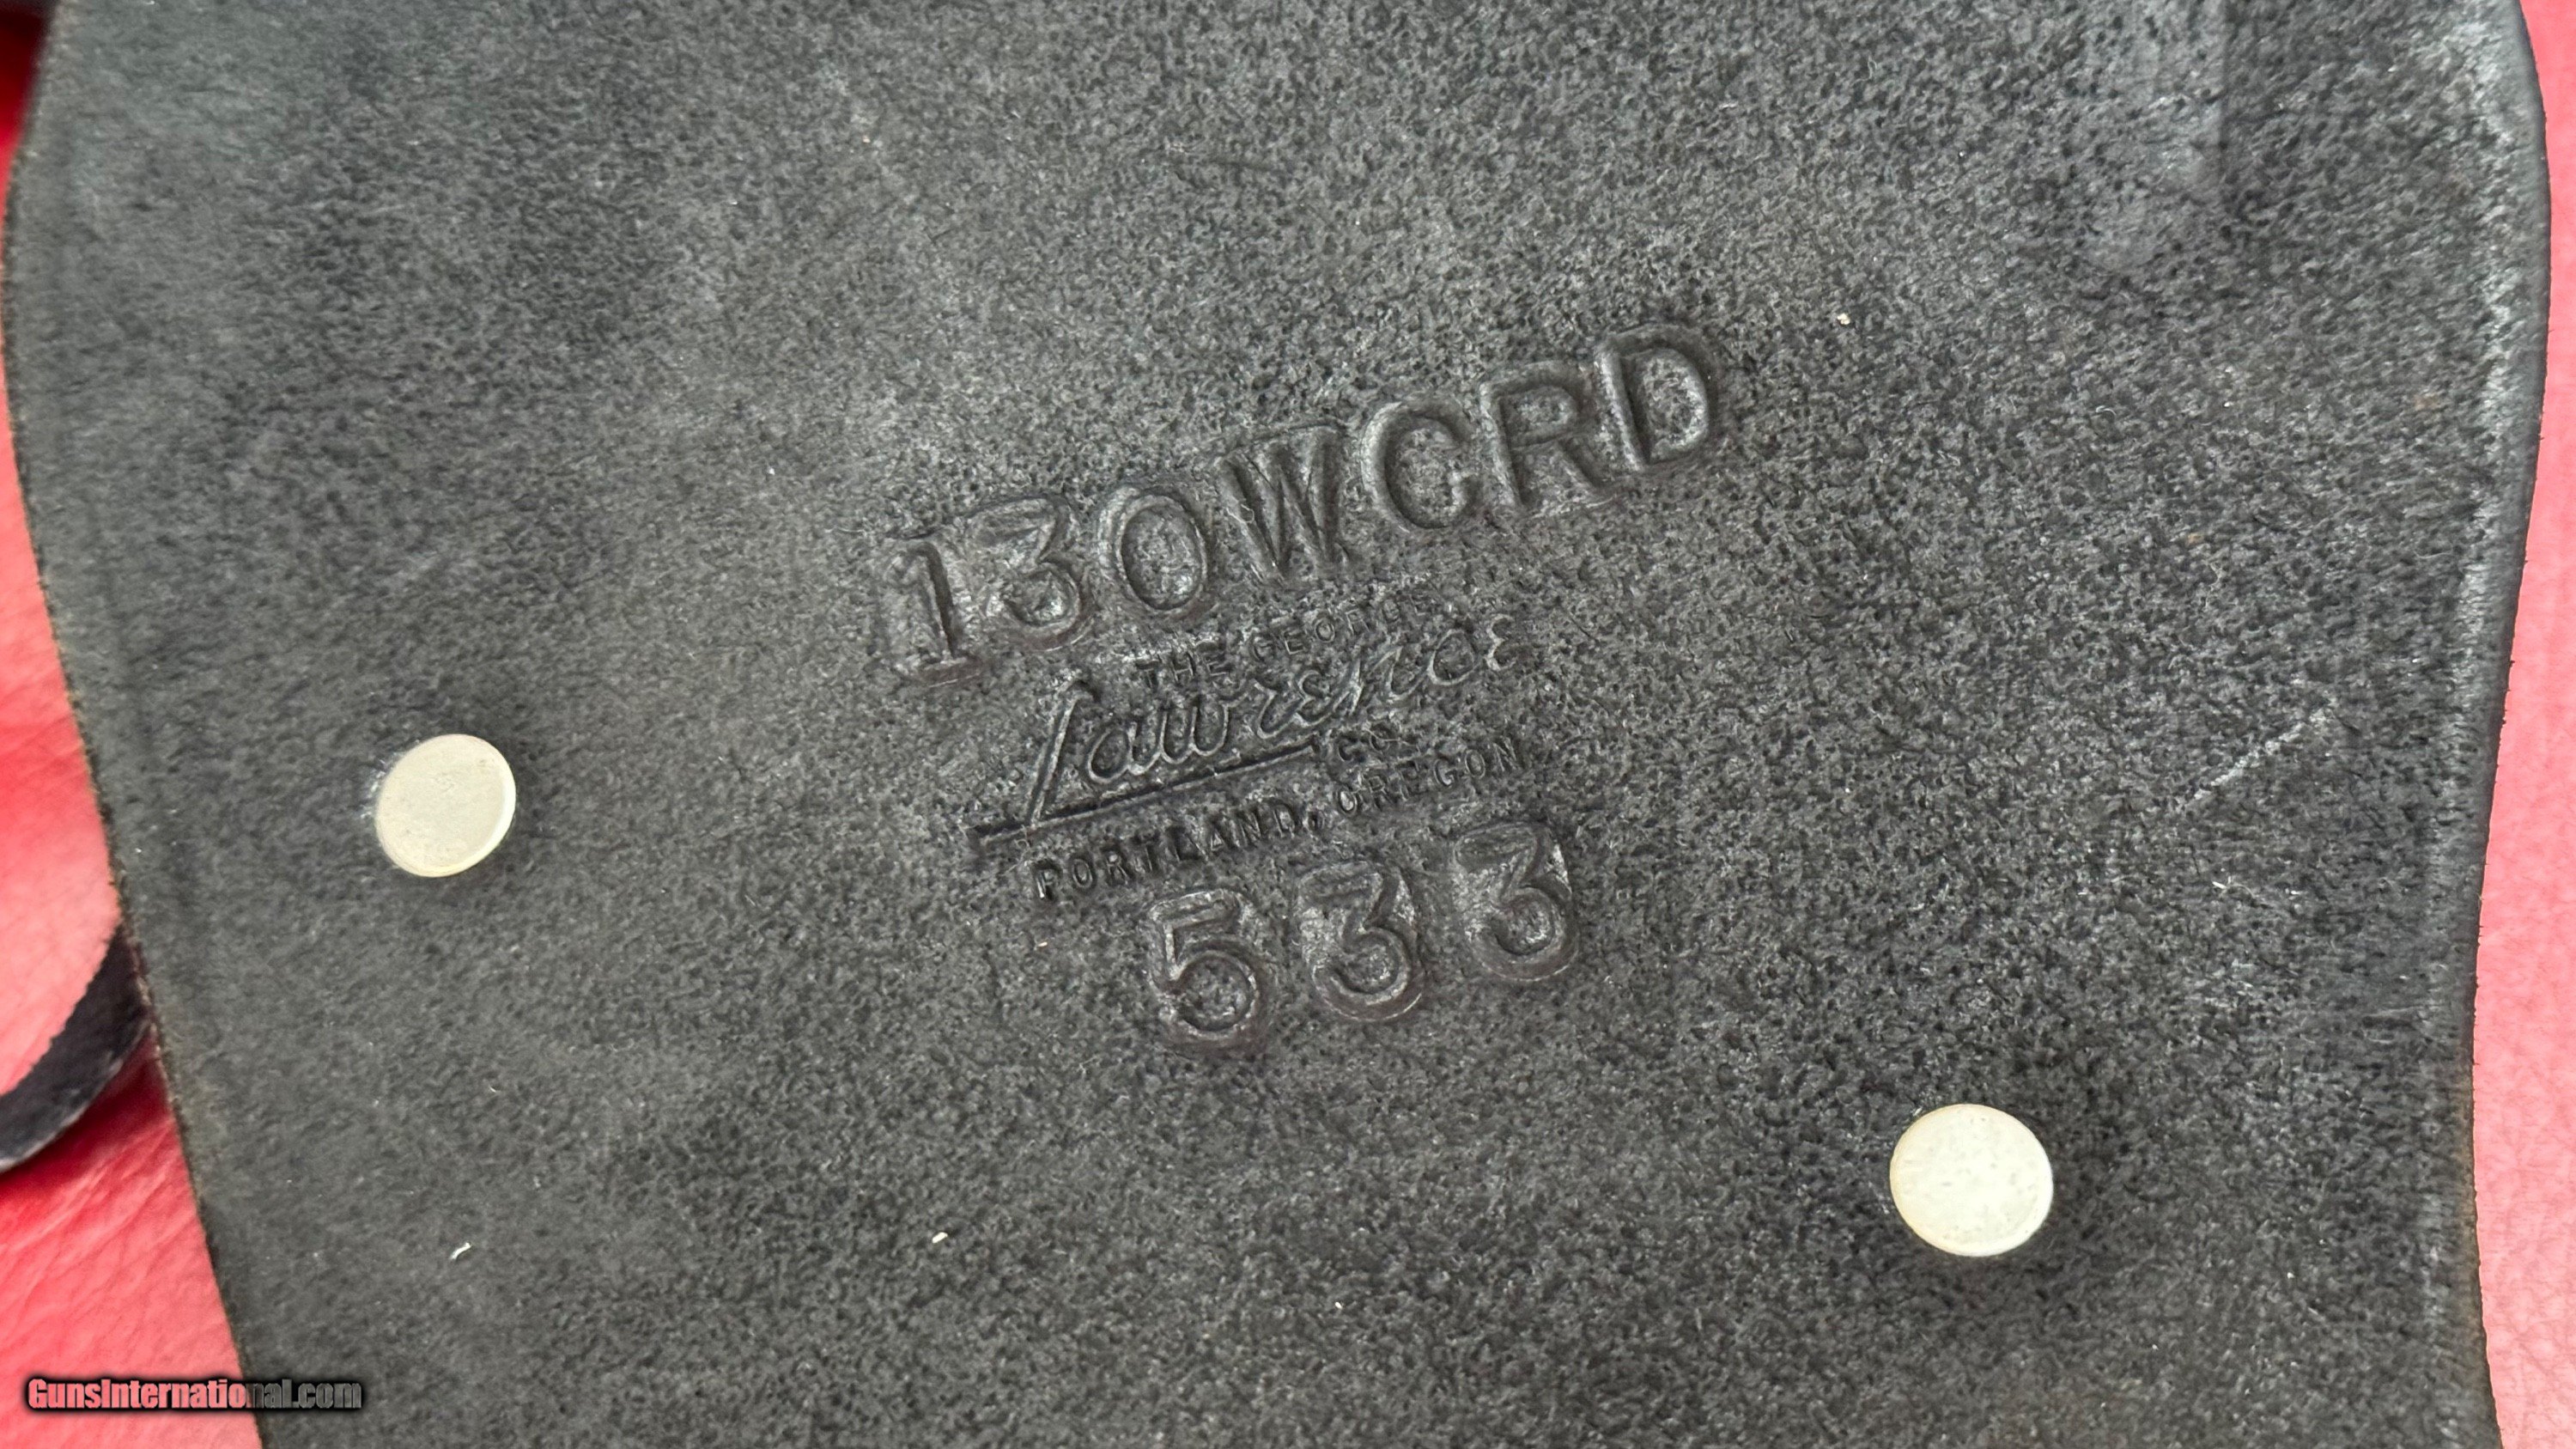 130WCRD
THE GEORGE
Lawrence
CO.
PORTLAND, OREGON
533
GunsInternational.com